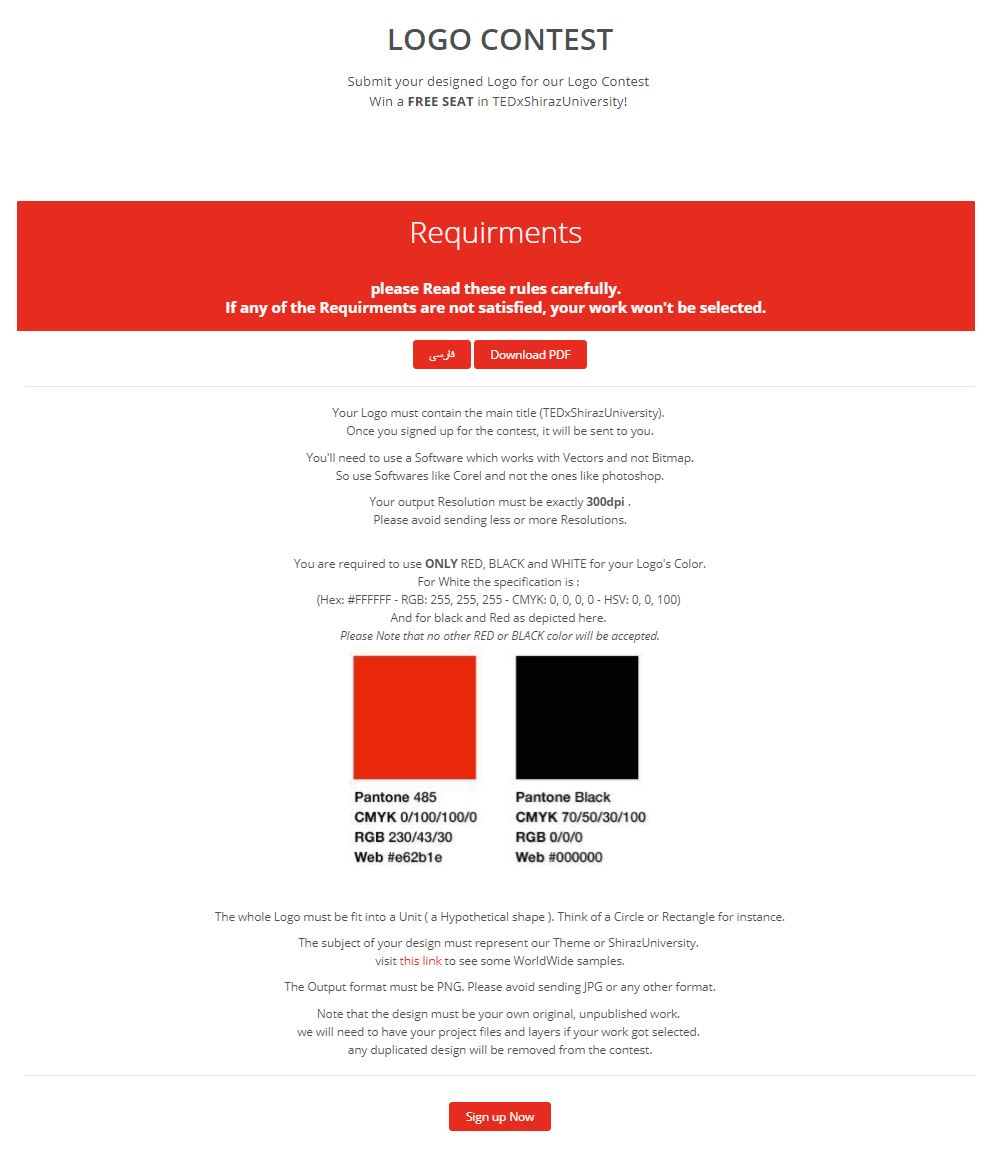 LOGO CONTEST
Submit your designed Logo for our Logo Contest
Win a FREE SEAT in TEDxShirazUniversity!
Requirments
please Read these rules carefully.
If any of the Requirments are not satisfied, your work won't be selected.
فارسی Download PDF
Your Logo must contain the main title (TEDxShirazUniversity).
Once you signed up for the contest, it will be sent to you.
You'll need to use a Software which works with Vectors and not Bitmap.
So use Softwares like Corel and not the ones like photoshop.
Your output Resolution must be exactly 300dpi .
Please avoid sending less or more Resolutions.
You are required to use ONLY RED, BLACK and WHITE for your Logo's Color.
For White the specification is :
(Hex: #FFFFFF - RGB: 255, 255, 255 - CMYK: 0, 0, 0, 0 - HSV: 0, 0, 100)
And for black and Red as depicted here.
Please Note that no other RED or BLACK color will be accepted.
Pantone 485
CMYK 0/100/100/0
RGB 230/43/30
Web #e62b1e
Pantone Black
CMYK 70/50/30/100
RGB 0/0/0
Web #000000
The whole Logo must be fit into a Unit ( a Hypothetical shape ). Think of a Circle or Rectangle for instance.
The subject of your design must represent our Theme or ShirazUniversity.
visit this link to see some WorldWide samples.
The Output format must be PNG. Please avoid sending JPG or any other format.
Note that the design must be your own original, unpublished work.
we will need to have your project files and layers if your work got selected.
any duplicated design will be removed from the contest.
Sign up Now